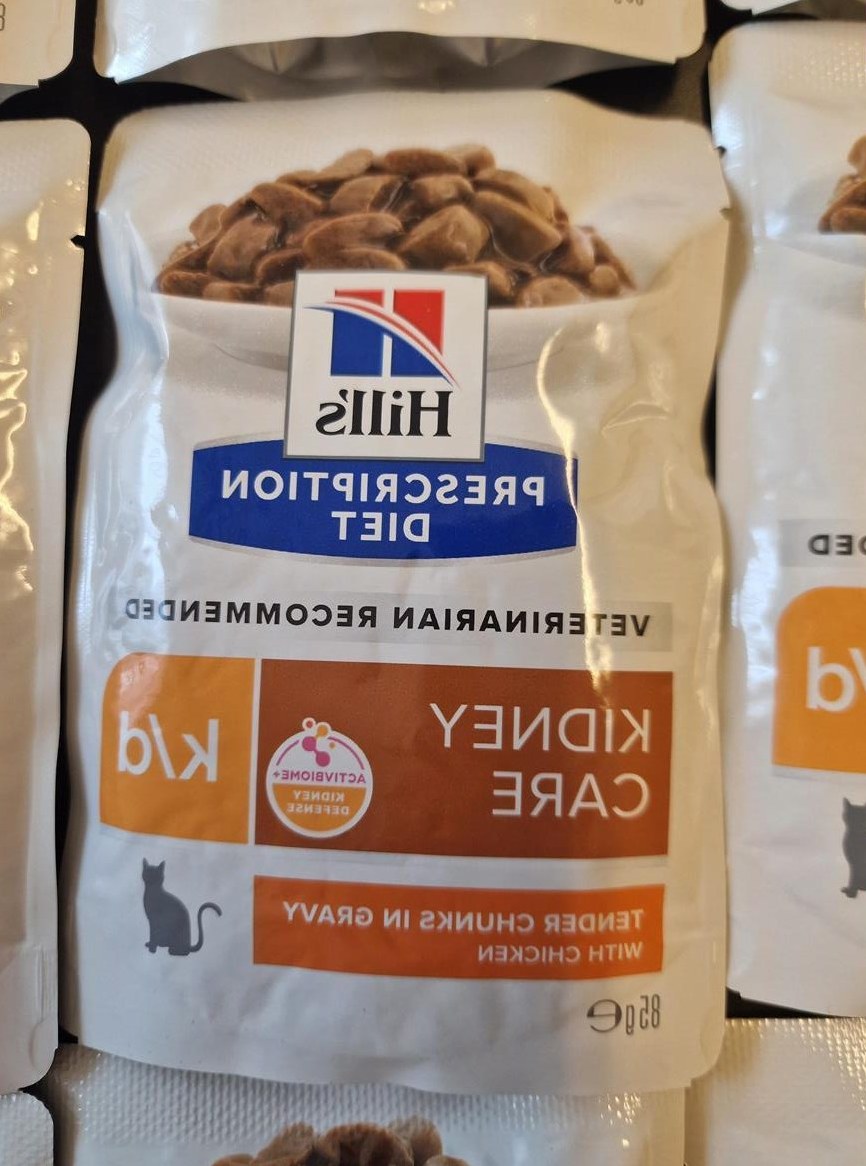 Hill's
PRESCRIPTION
DIET
VETERINARIAN RECOMMENDED
k/d
KIDNEY
CARE
ACTIVBIOME+
KIDNEY
DEFENSE
TENDER CHUNKS IN GRAVY
WITH CHICKEN
85g e